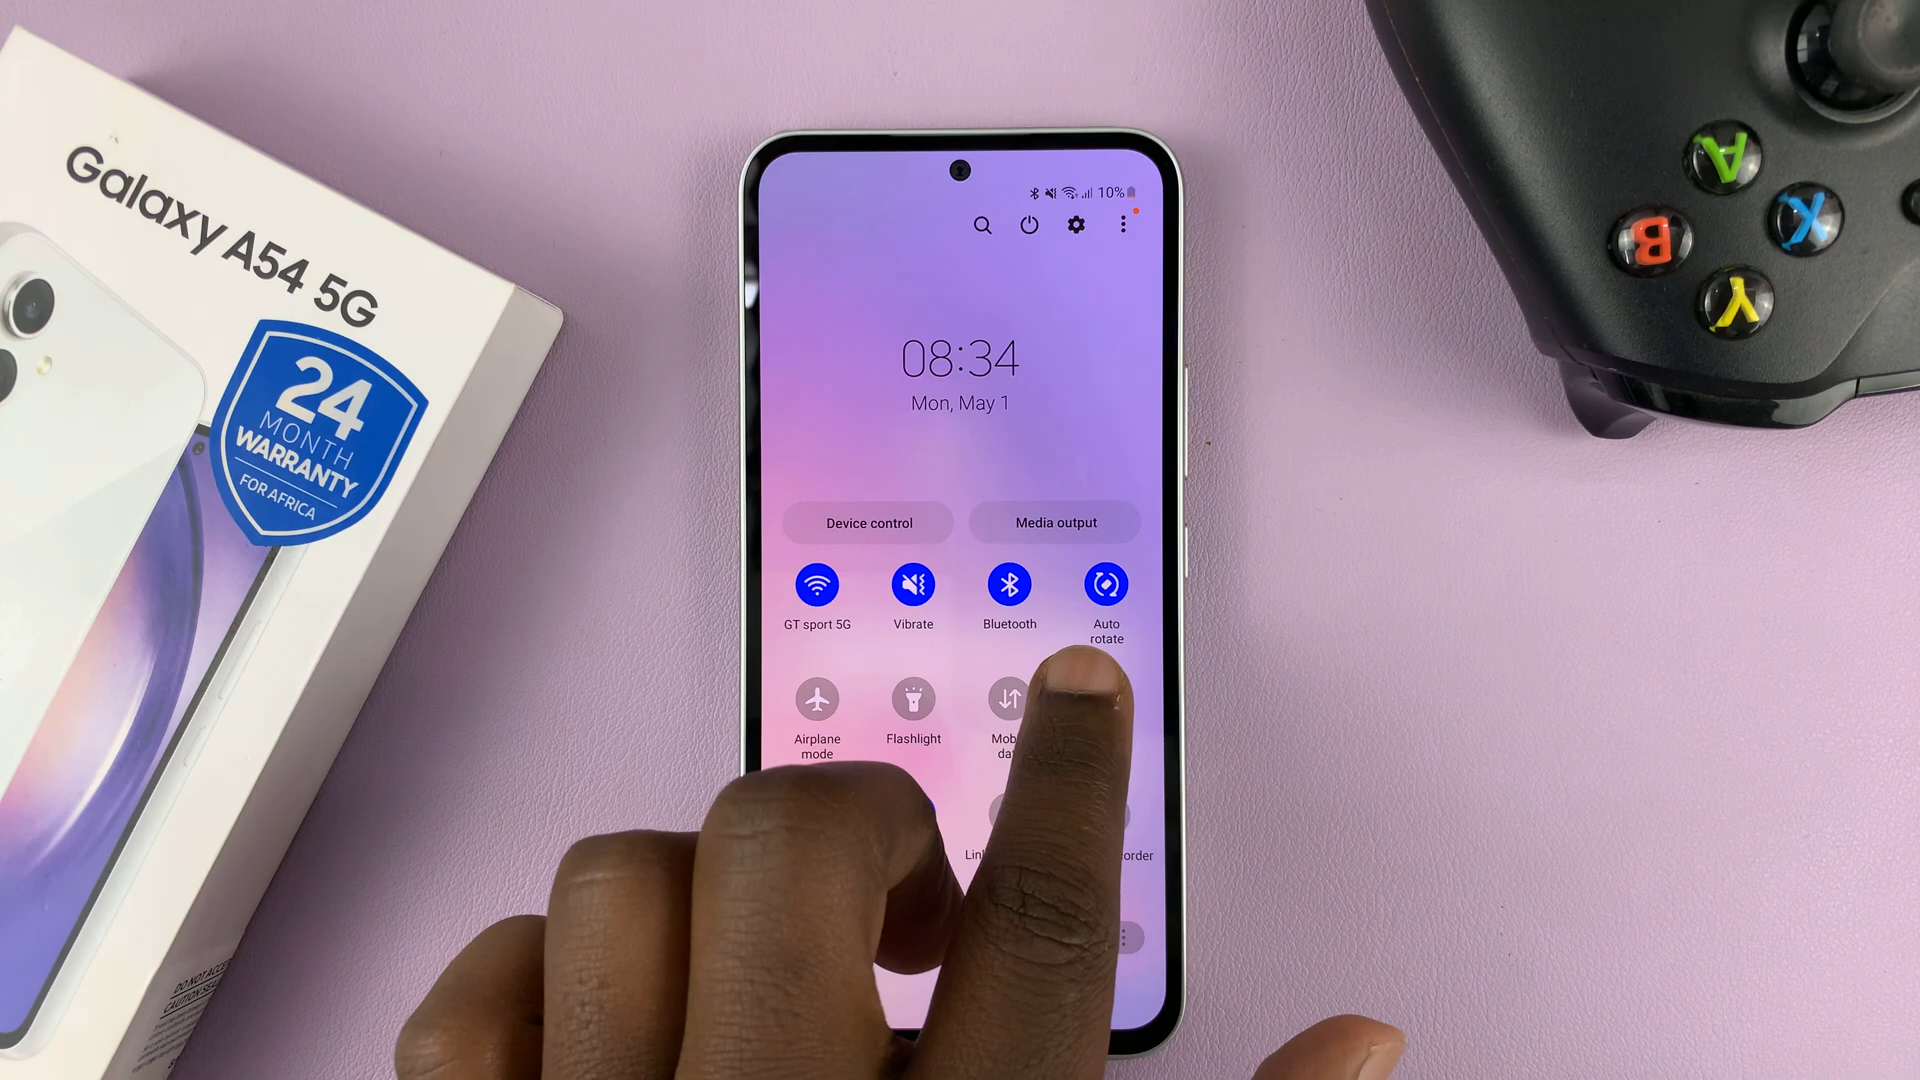 Galaxy A54 5G
24
MONTH
WARRANTY
FOR AFRICA
10%
08:34
Mon, May 1
Device control
Media output
GT sport 5G
Vibrate
Bluetooth
Auto
rotate
Airplane
mode
Flashlight
A
B
X
Y